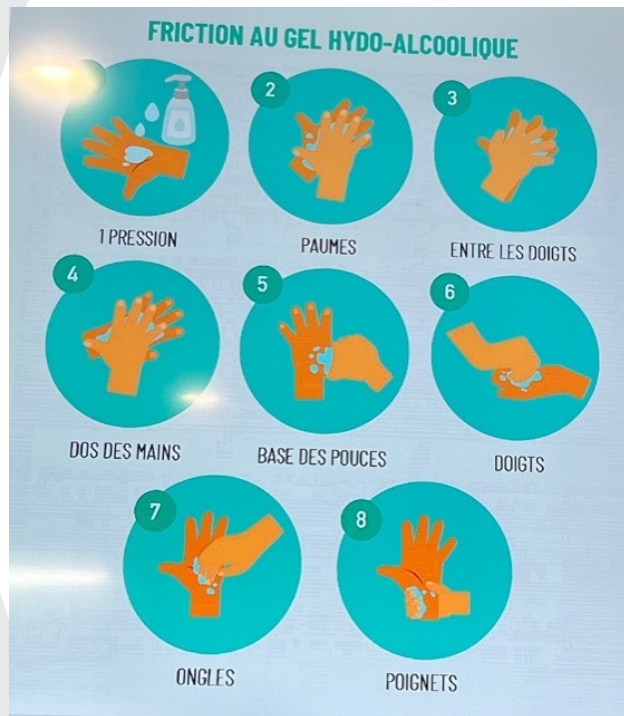 FRICTION AU GEL HYDO-ALCOOLIQUE
1 PRESSION
2
PAUMES
3
ENTRE LES DOIGTS
4
DOS DES MAINS
5
BASE DES POUCES
6
DOIGTS
7
ONGLES
8
POIGNETS